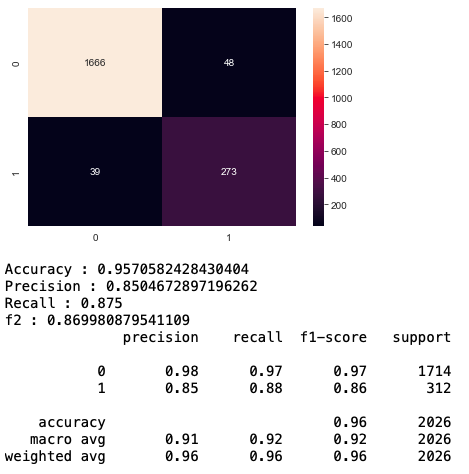 0 1666 48
1 39 273
0 1
1600
1400
1200
1000
800
600
400
200
Accuracy : 0.9570582428430404
Precision : 0.8504672897196262
Recall : 0.875
f2 : 0.869980879541109
precision recall f1-score support
0 0.98 0.97 0.97 1714
1 0.85 0.88 0.86 312
accuracy 0.96 2026
macro avg 0.91 0.92 0.92 2026
weighted avg 0.96 0.96 0.96 2026